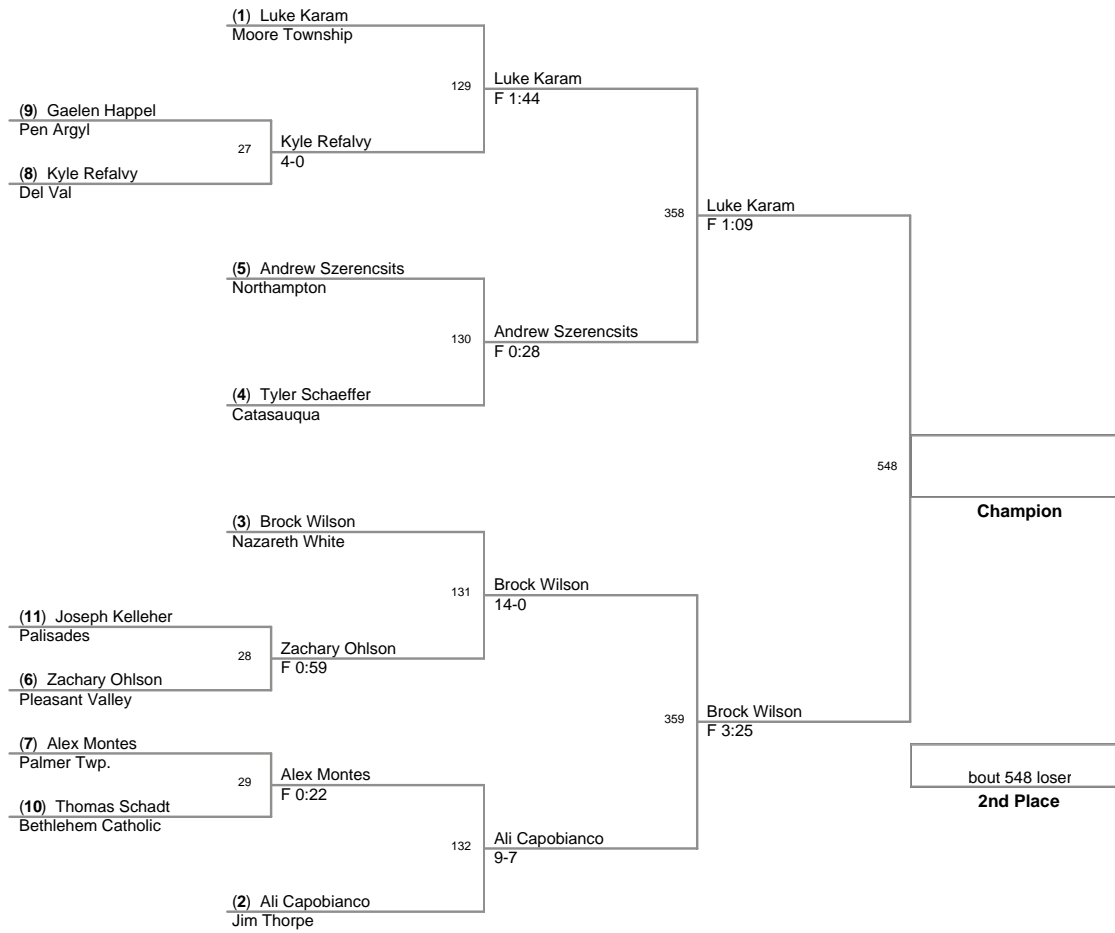 (1) Luke Karam
Moore Township
129
Luke Karam
F 1:44
(9) Gaelen Happel
Pen Argyl
27
Kyle Refalvy
4-0
(8) Kyle Refalvy
Del Val
358
Luke Karam
F 1:09
(5) Andrew Szerencsits
Northampton
130
Andrew Szerencsits
F 0:28
(4) Tyler Schaeffer
Catasauqua
548
Champion
(3) Brock Wilson
Nazareth White
131
Brock Wilson
14-0
(11) Joseph Kelleher
Palisades
28
Zachary Ohlson
F 0:59
(6) Zachary Ohlson
Pleasant Valley
359
Brock Wilson
F 3:25
(7) Alex Montes
Palmer Twp.
29
Alex Montes
F 0:22
(10) Thomas Schadt
Bethlehem Catholic
bout 548 loser
2nd Place
132
Ali Capobianco
9-7
(2) Ali Capobianco
Jim Thorpe